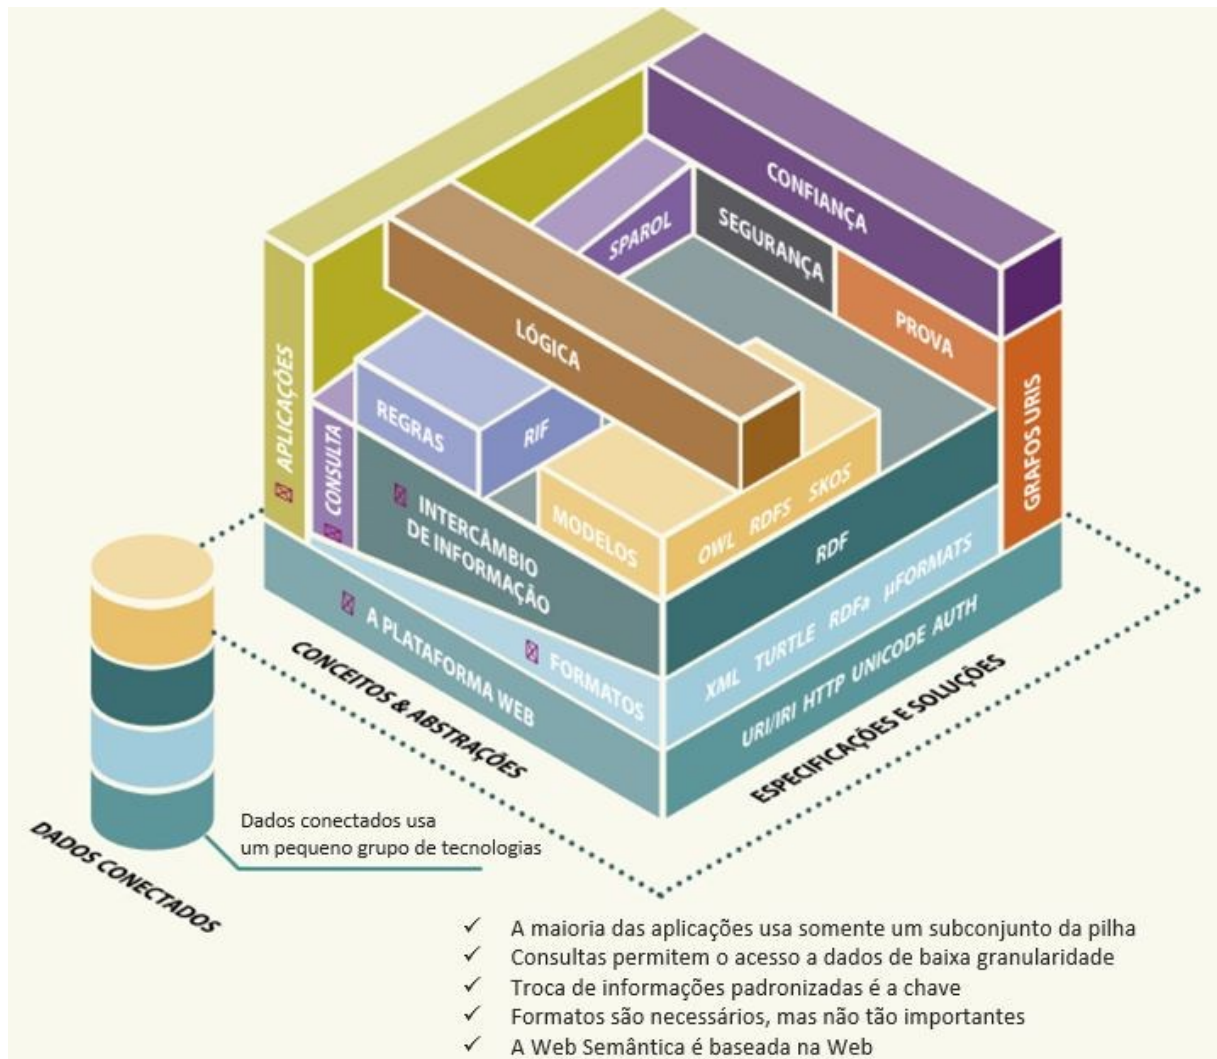 CONFIANÇA
SPAROL
SEGURANÇA
PROVA
LÓGICA
APLICAÇÕES
CONSULTA
REGRAS
RIF
GRAFOS URIS
INTERCÂMBIO
DE INFORMAÇÃO
MODELOS
OWL RDFS SKOS
RDF
A PLATAFORMA WEB
FORMATOS
XML TURTLE RDFa µFORMATS
URI/IRI HTTP UNICODE AUTH
CONCEITOS & ABSTRAÇÕES
ESPECIFICAÇÕES E SOLUÇÕES
DADOS CONECTADOS
Dados conectados usa
um pequeno grupo de tecnologias
✓ A maioria das aplicações usa somente um subconjunto da pilha
✓ Consultas permitem o acesso a dados de baixa granularidade
✓ Troca de informações padronizadas é a chave
✓ Formatos são necessários, mas não tão importantes
✓ A Web Semântica é baseada na Web